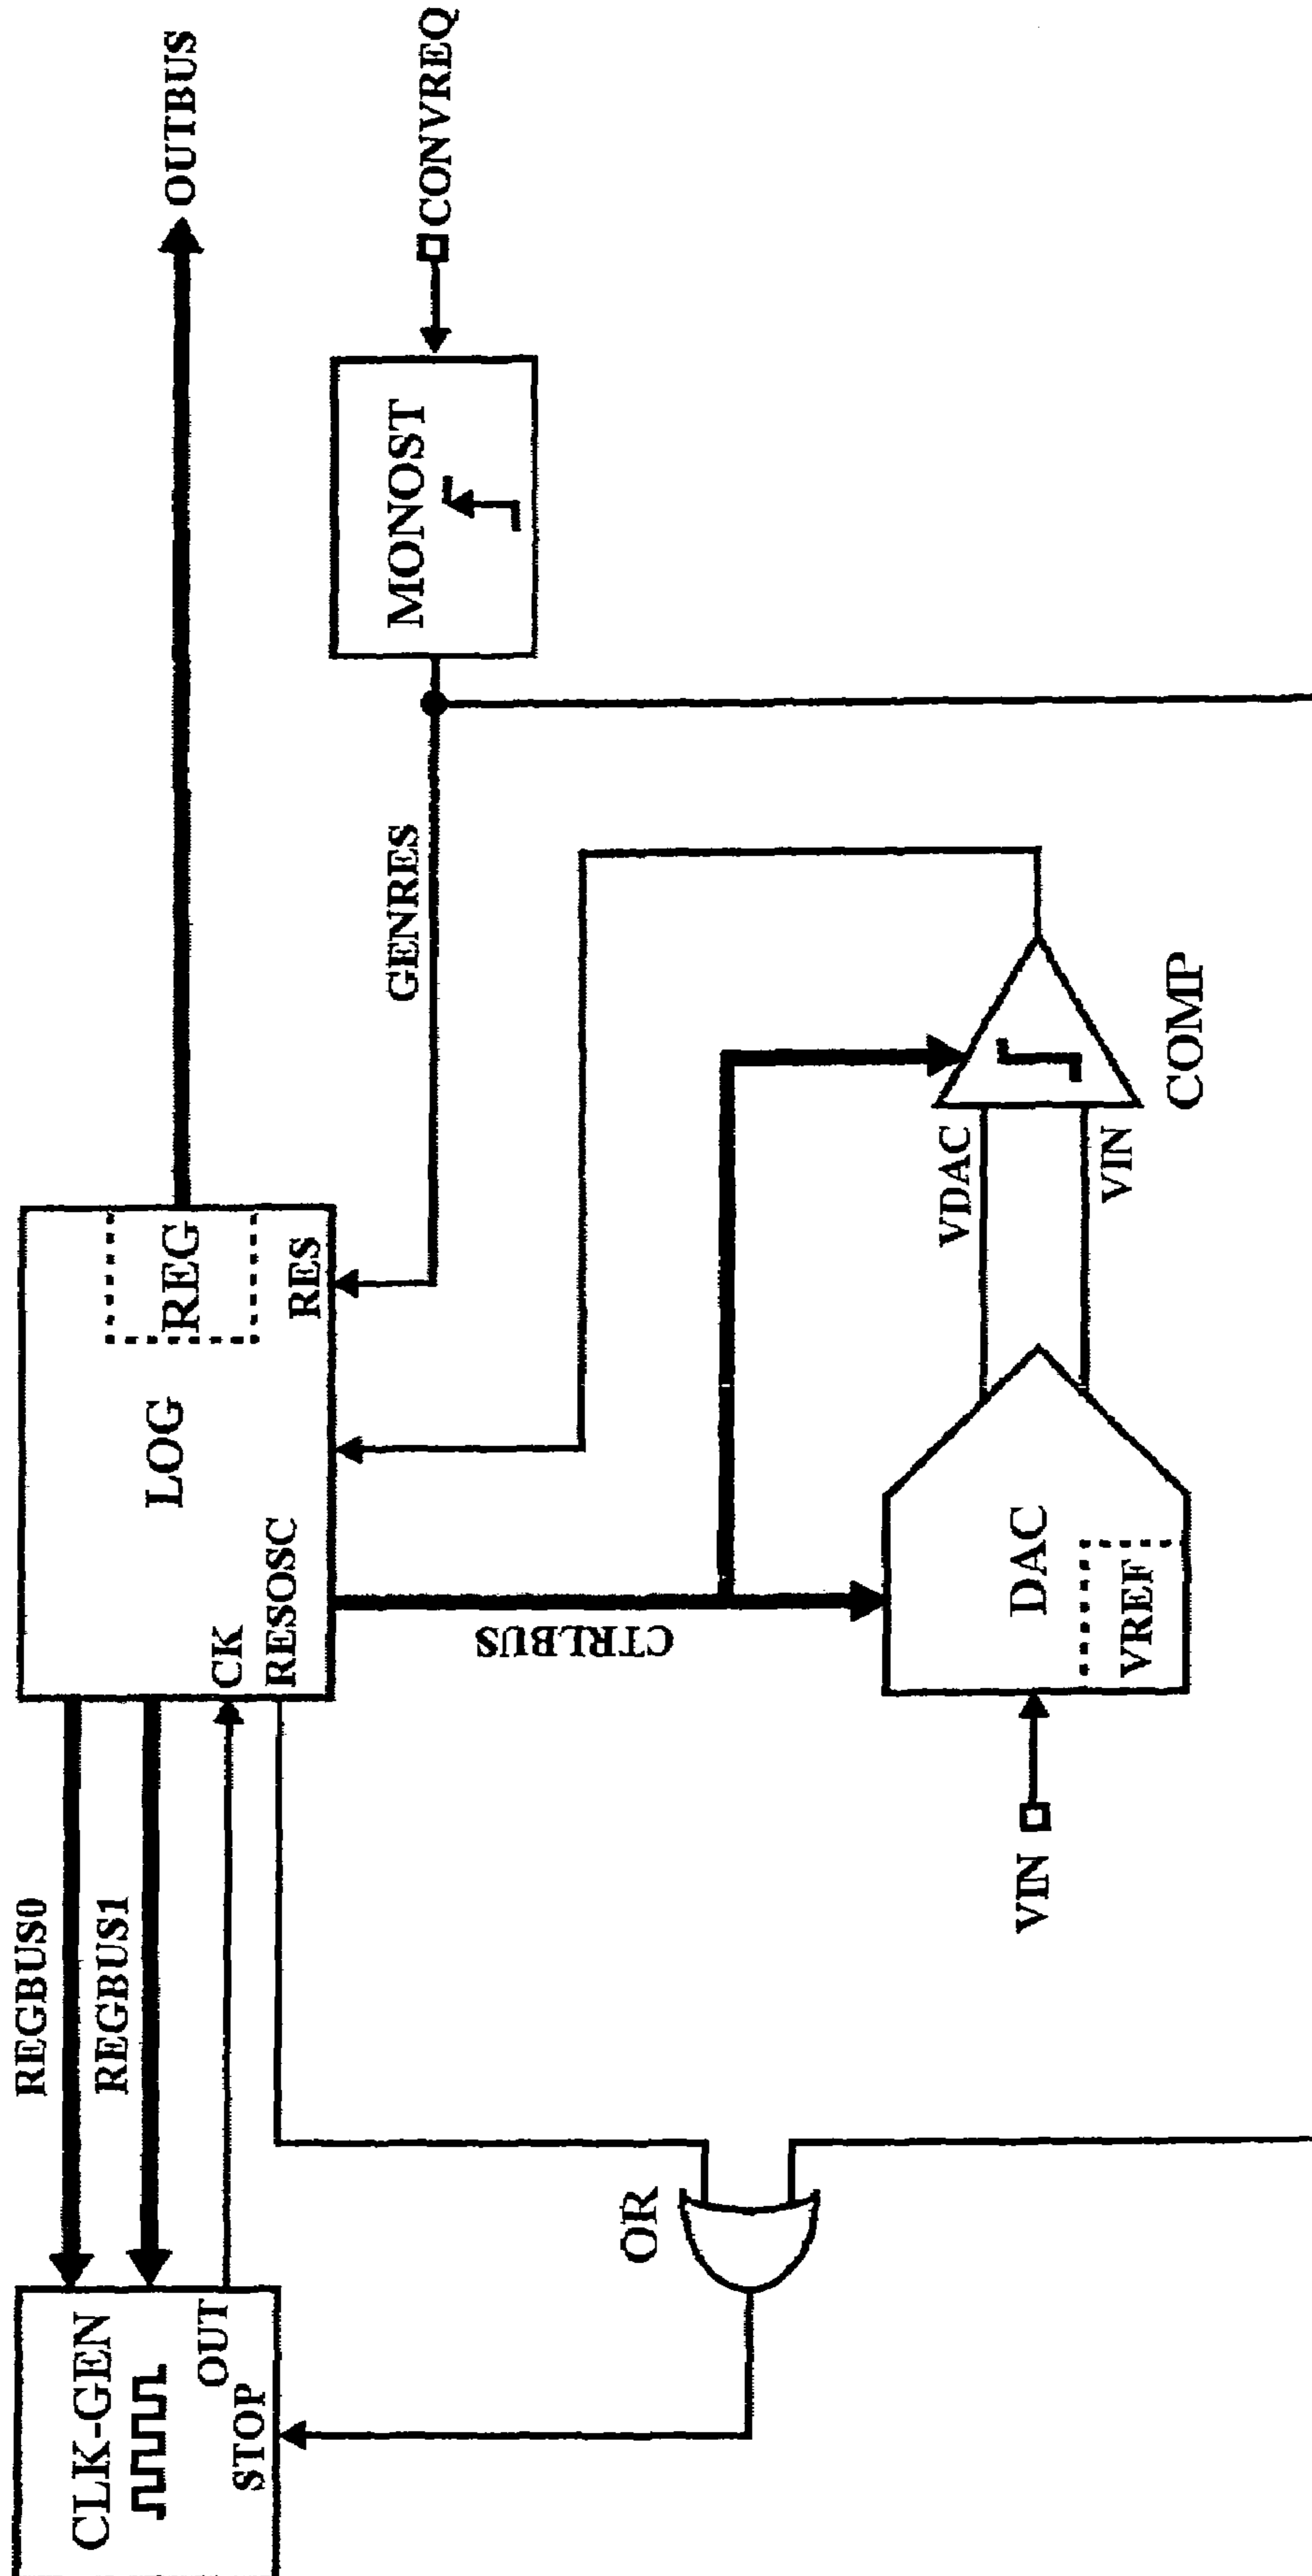 CLK-GEN
OUT
STOP
REGBUS0
REGBUS1
CK
RESOSC
LOG
REG
RES
OUTBUS
GENRES
MONOST
CONVREQ
OR
CTRLBUS
VIN
DAC
VREF
VDAC
VIN
COMP